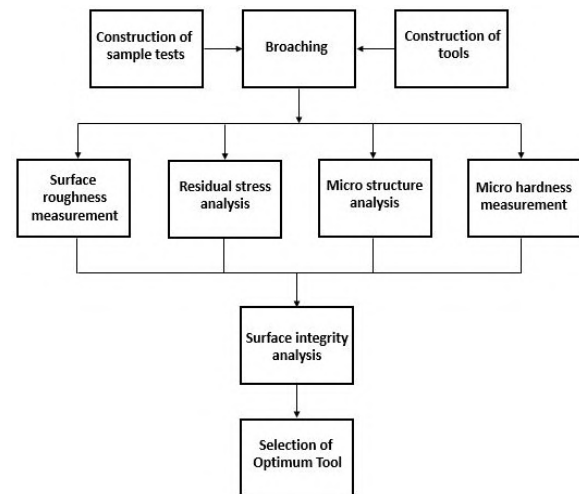 Construction of
sample tests
Broaching
Construction of
tools
Surface
roughness
measurement
Residual stress
analysis
Micro structure
analysis
Micro hardness
measurement
Surface integrity
analysis
Selection of
Optimum Tool